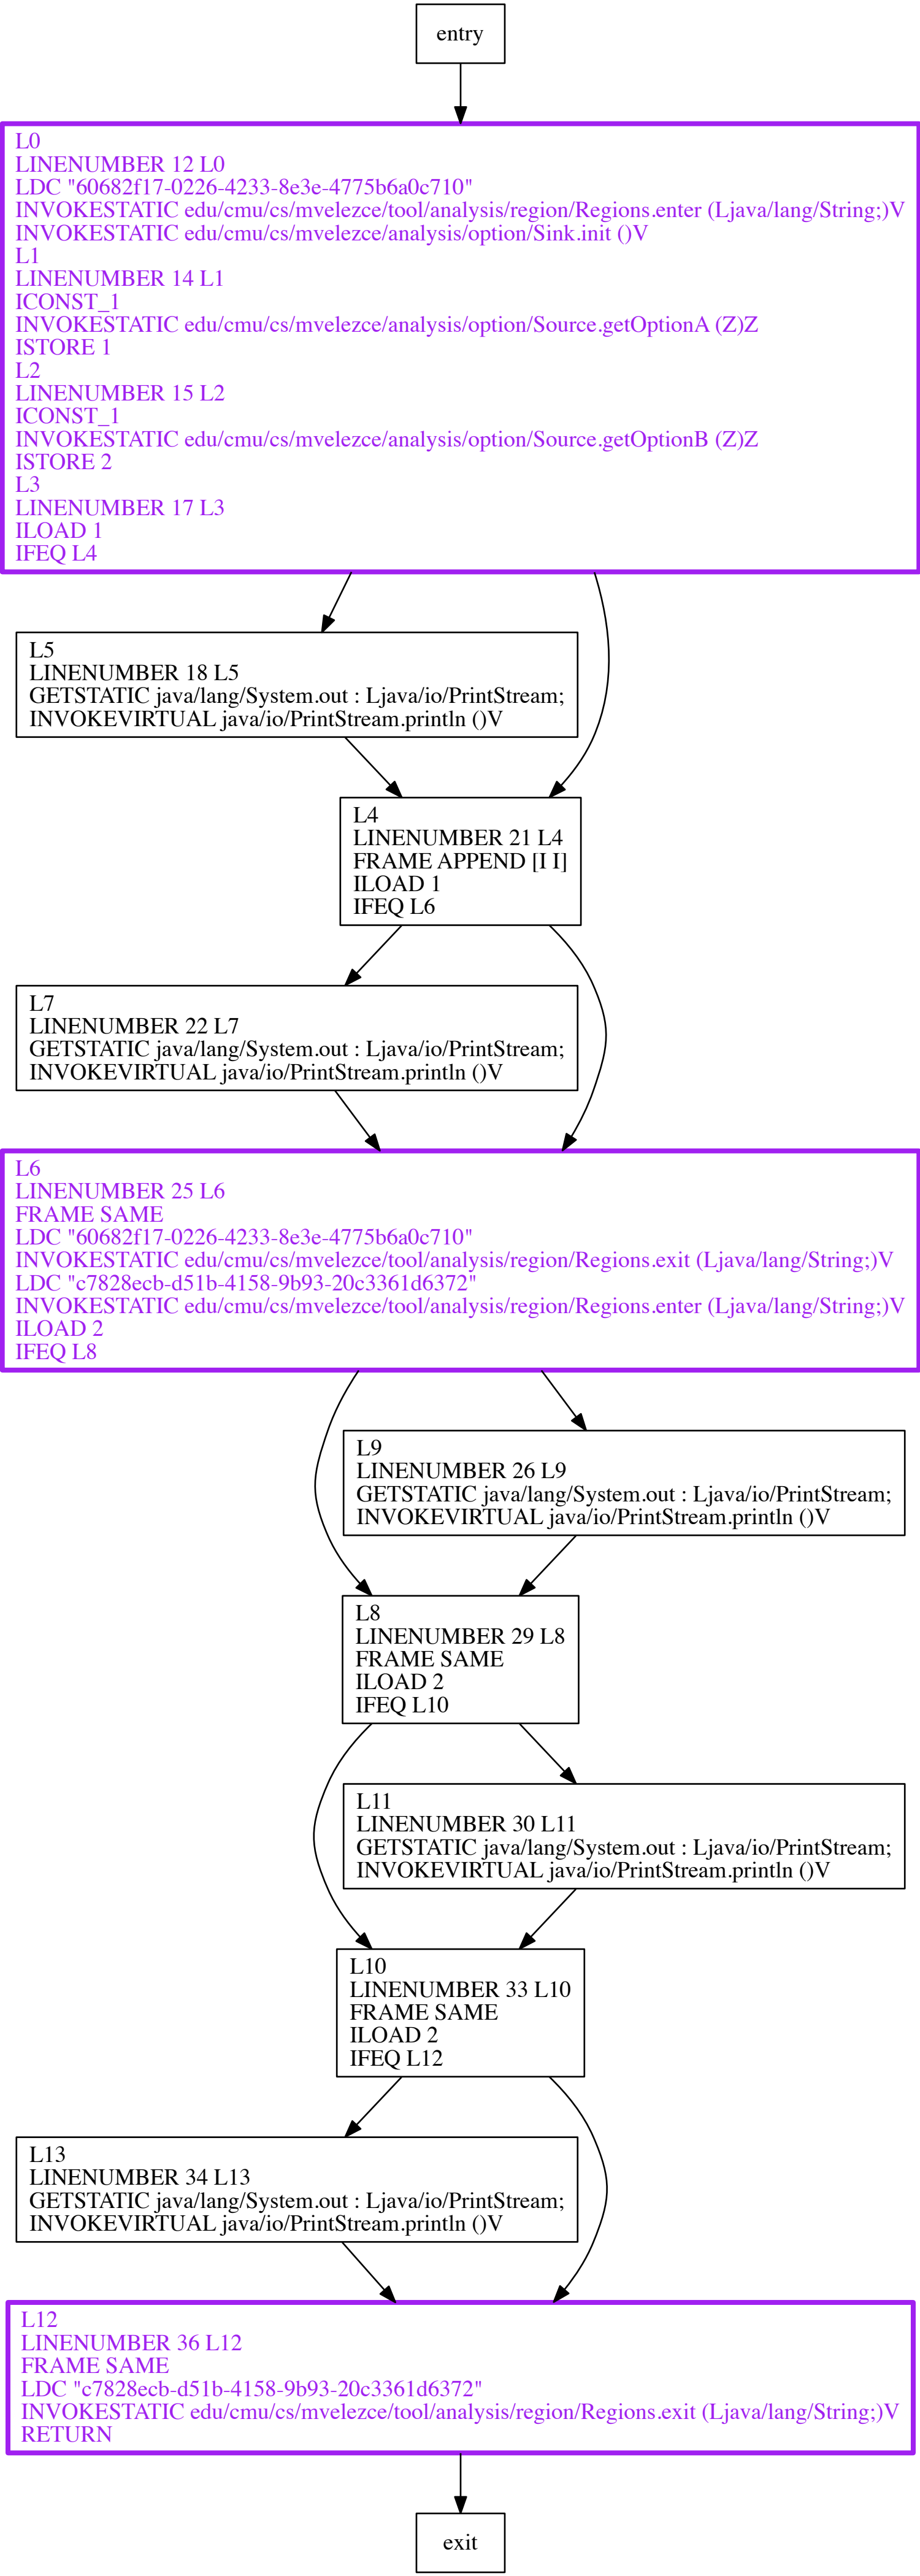 entry
L0
LINENUMBER 12 L0
LDC "60682f17-0226-4233-8e3e-4775b6a0c710"
INVOKESTATIC edu/cmu/cs/mvelezce/tool/analysis/region/Regions.enter (Ljava/lang/String;)V
INVOKESTATIC edu/cmu/cs/mvelezce/analysis/option/Sink.init ()V
L1
LINENUMBER 14 L1
ICONST_1
INVOKESTATIC edu/cmu/cs/mvelezce/analysis/option/Source.getOptionA (Z)Z
ISTORE 1
L2
LINENUMBER 15 L2
ICONST_1
INVOKESTATIC edu/cmu/cs/mvelezce/analysis/option/Source.getOptionB (Z)Z
ISTORE 2
L3
LINENUMBER 17 L3
ILOAD 1
IFEQ L4
L5
LINENUMBER 18 L5
GETSTATIC java/lang/System.out : Ljava/io/PrintStream;
INVOKEVIRTUAL java/io/PrintStream.println ()V
L4
LINENUMBER 21 L4
FRAME APPEND [I I]
ILOAD 1
IFEQ L6
L7
LINENUMBER 22 L7
GETSTATIC java/lang/System.out : Ljava/io/PrintStream;
INVOKEVIRTUAL java/io/PrintStream.println ()V
L6
LINENUMBER 25 L6
FRAME SAME
LDC "60682f17-0226-4233-8e3e-4775b6a0c710"
INVOKESTATIC edu/cmu/cs/mvelezce/tool/analysis/region/Regions.exit (Ljava/lang/String;)V
LDC "c7828ecb-d51b-4158-9b93-20c3361d6372"
INVOKESTATIC edu/cmu/cs/mvelezce/tool/analysis/region/Regions.enter (Ljava/lang/String;)V
ILOAD 2
IFEQ L8
L9
LINENUMBER 26 L9
GETSTATIC java/lang/System.out : Ljava/io/PrintStream;
INVOKEVIRTUAL java/io/PrintStream.println ()V
L8
LINENUMBER 29 L8
FRAME SAME
ILOAD 2
IFEQ L10
L11
LINENUMBER 30 L11
GETSTATIC java/lang/System.out : Ljava/io/PrintStream;
INVOKEVIRTUAL java/io/PrintStream.println ()V
L10
LINENUMBER 33 L10
FRAME SAME
ILOAD 2
IFEQ L12
L13
LINENUMBER 34 L13
GETSTATIC java/lang/System.out : Ljava/io/PrintStream;
INVOKEVIRTUAL java/io/PrintStream.println ()V
L12
LINENUMBER 36 L12
FRAME SAME
LDC "c7828ecb-d51b-4158-9b93-20c3361d6372"
INVOKESTATIC edu/cmu/cs/mvelezce/tool/analysis/region/Regions.exit (Ljava/lang/String;)V
RETURN
exit